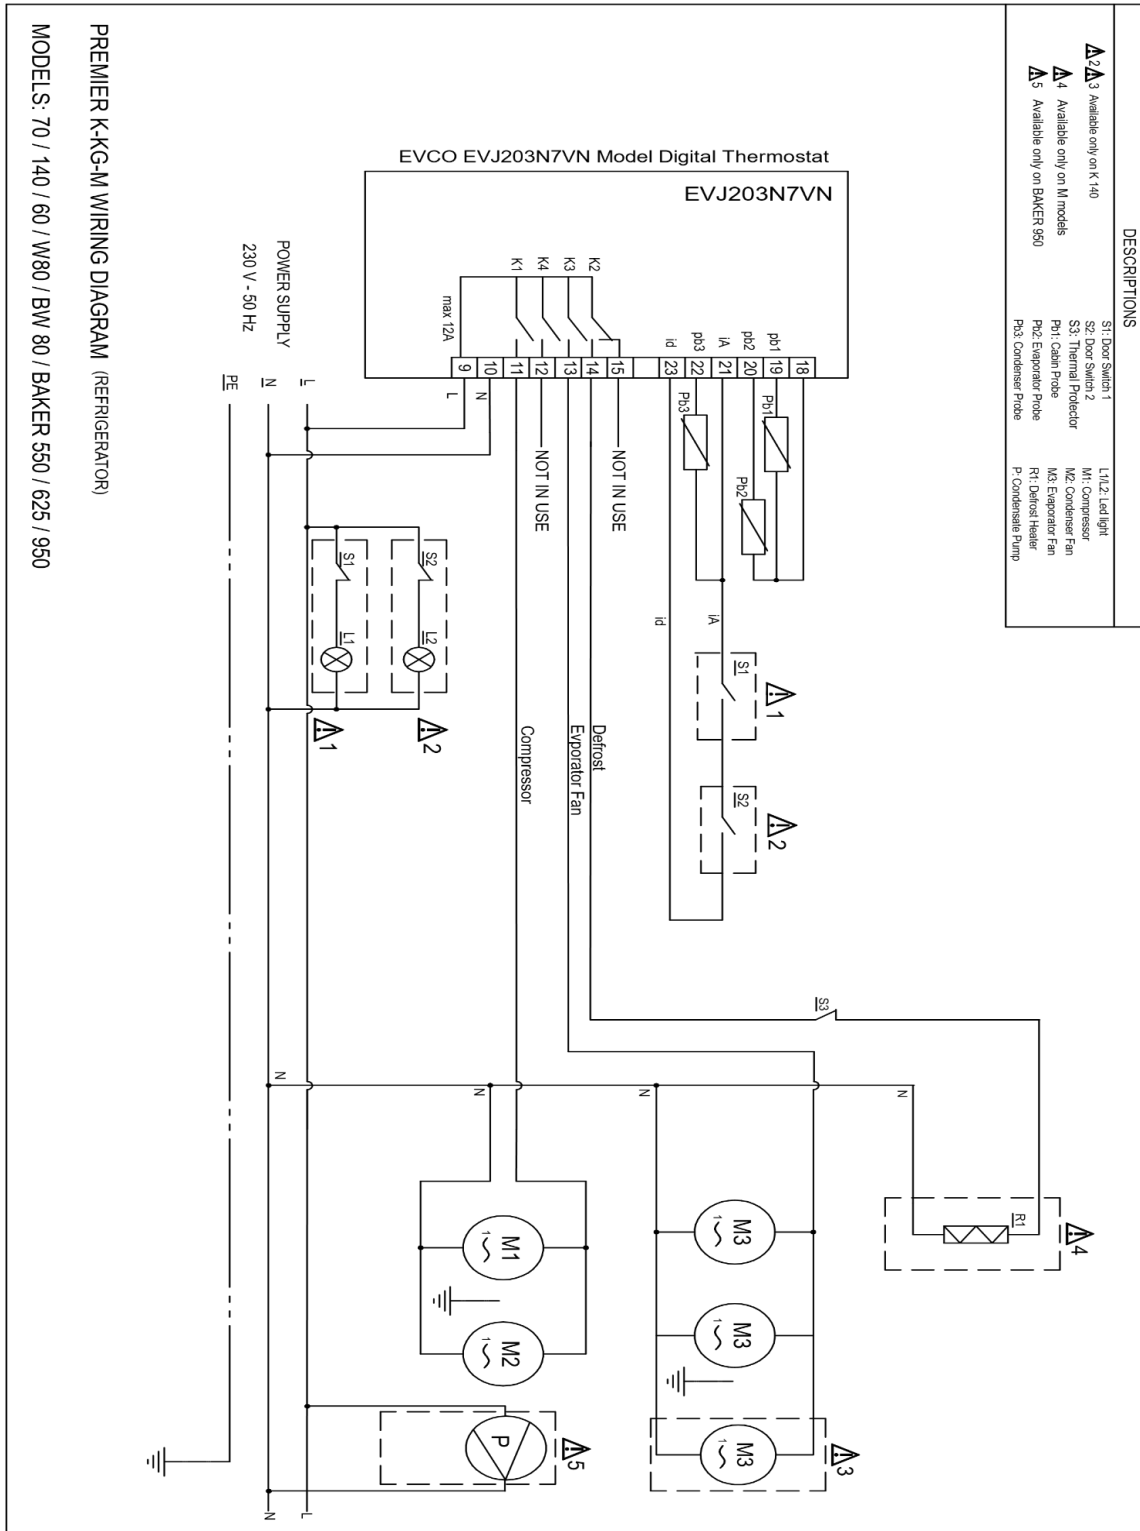 DESCRIPTIONS
2 3 Available only on K 140
4 Available only on M models
5 Available only on BAKER 950
S1: Door Switch 1
S2: Door Switch 2
S3: Thermal Protector
Pb1: Cabin Probe
Pb2: Evaporator Probe
Pb3: Condenser Probe
L1/L2: Led light
M1: Compressor
M2: Condenser Fan
M3: Evaporator Fan
R1: Defrost Heater
P: Condensate Pump
EVCO EVJ203N7VN Model Digital Thermostat
EVJ203N7VN
K1
K4
K3
K2
max 12A
id
pb3
iA
pb2
pb1
9
10
11
12
13
14
15
23
22
21
20
19
18
L
N
NOT IN USE
NOT IN USE
Pb3
Pb2
Pb1
id
iA
S1
1
S2
2
POWER SUPPLY
230 V - 50 Hz
PE
N
L
S1
L1
1
S2
L2
2
Compressor
Evporator Fan
Defrost
S3
N
N
N
N
R1
4
M1
1
M2
1
M3
1
M3
1
M3
1
3
P
5
N
L
PREMIER K-KG-M WIRING DIAGRAM (REFRIGERATOR)
MODELS: 70 / 140 / 60 / W80 / BW 80 / BAKER 550 / 625 / 950